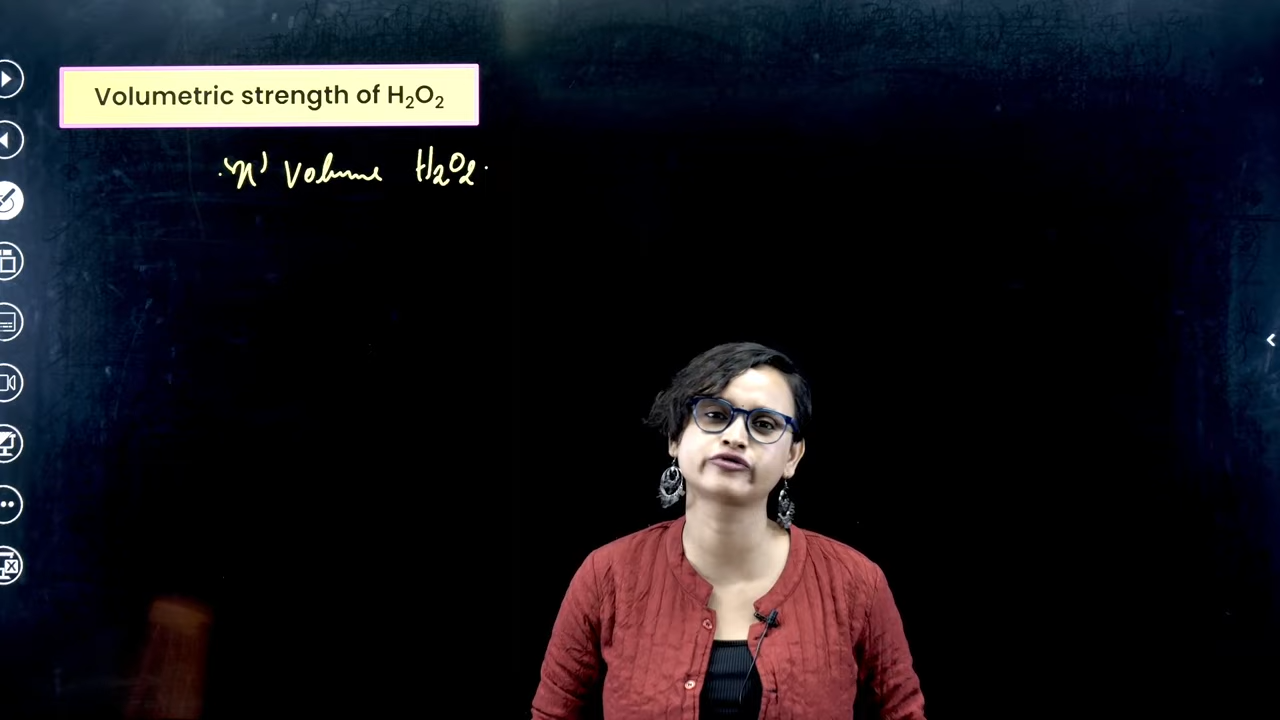 Volumetric strength of H₂O₂
'n' Volume H₂O₂.